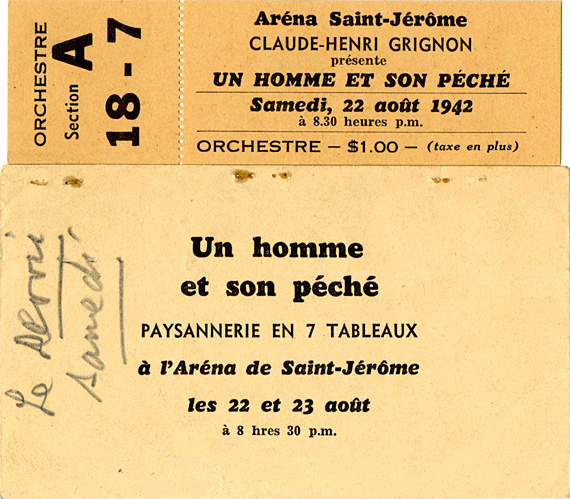 ORCHESTRE
Section A
18-7
Aréna Saint-Jérôme
CLAUDE-HENRI GRIGNON
présente
UN HOMME ET SON PÉCHÉ
Samedi, 22 août 1942
à 8.30 heures p.m.
ORCHESTRE — $1.00 — (taxe en plus)
Un homme
et son péché
PAYSANNERIE EN 7 TABLEAUX
à l'Aréna de Saint-Jérôme
les 22 et 23 août
à 8 hres 30 p.m.
Le
Samedi